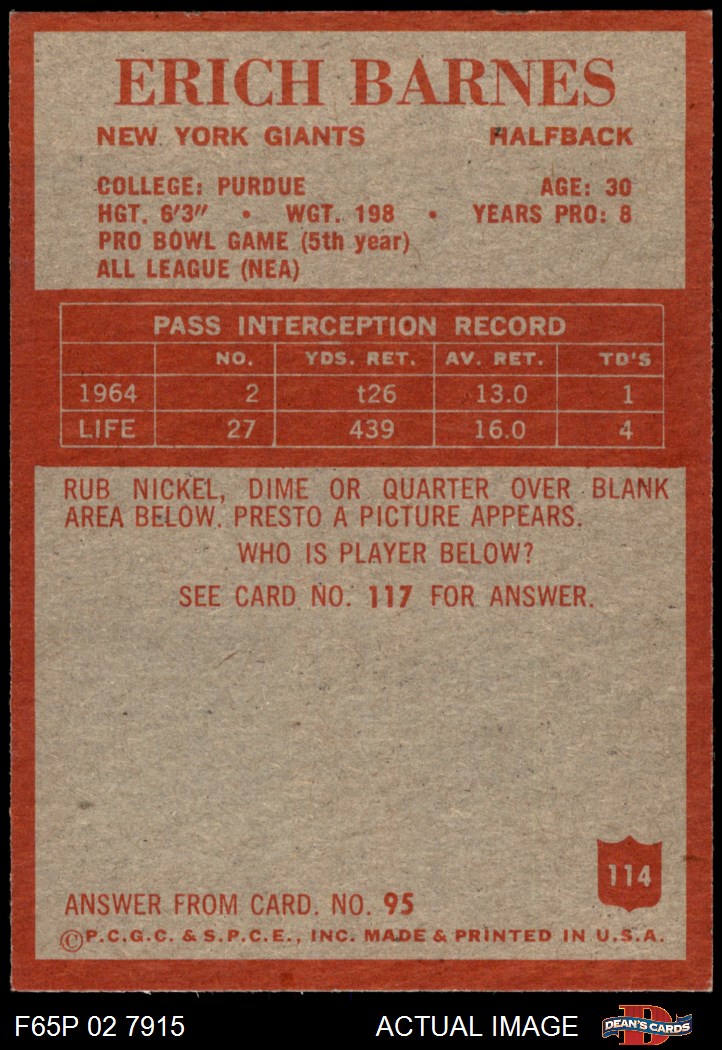 ERICH BARNES
NEW YORK GIANTS HALFBACK
COLLEGE: PURDUE AGE: 30
HGT. 6'3" • WGT. 198 • YEARS PRO: 8
PRO BOWL GAME (5th year)
ALL LEAGUE (NEA)
PASS INTERCEPTION RECORD
NO. YDS. RET. AV. RET. TD'S
1964 2 t26 13.0 1
LIFE 27 439 16.0 4
RUB NICKEL, DIME OR QUARTER OVER BLANK
AREA BELOW. PRESTO A PICTURE APPEARS.
WHO IS PLAYER BELOW?
SEE CARD NO. 117 FOR ANSWER.
114
ANSWER FROM CARD. NO. 95
©P.C.G.C. & S.P.C.E., INC. MADE & PRINTED IN U.S.A.
F65P 02 7915 ACTUAL IMAGE D DEAN'S CARDS